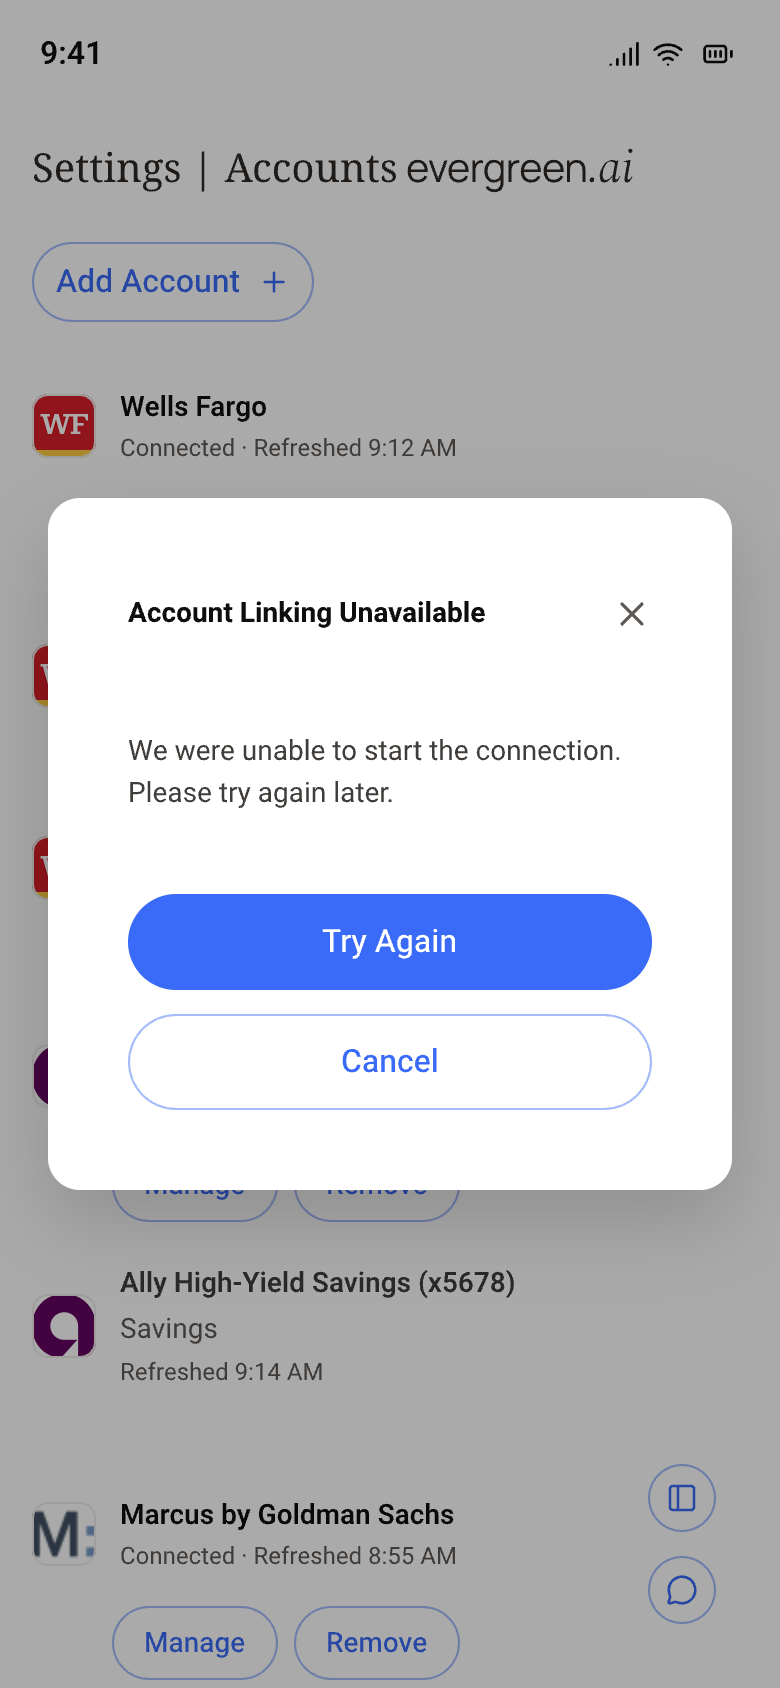 9:41
Settings | Accounts evergreen.ai
Add Account +
WF
Wells Fargo
Connected · Refreshed 9:12 AM
Account Linking Unavailable
We were unable to start the connection.
Please try again later.
Try Again
Cancel
Manage Remove
Ally High-Yield Savings (x5678)
Savings
Refreshed 9:14 AM
M:
Marcus by Goldman Sachs
Connected · Refreshed 8:55 AM
Manage Remove